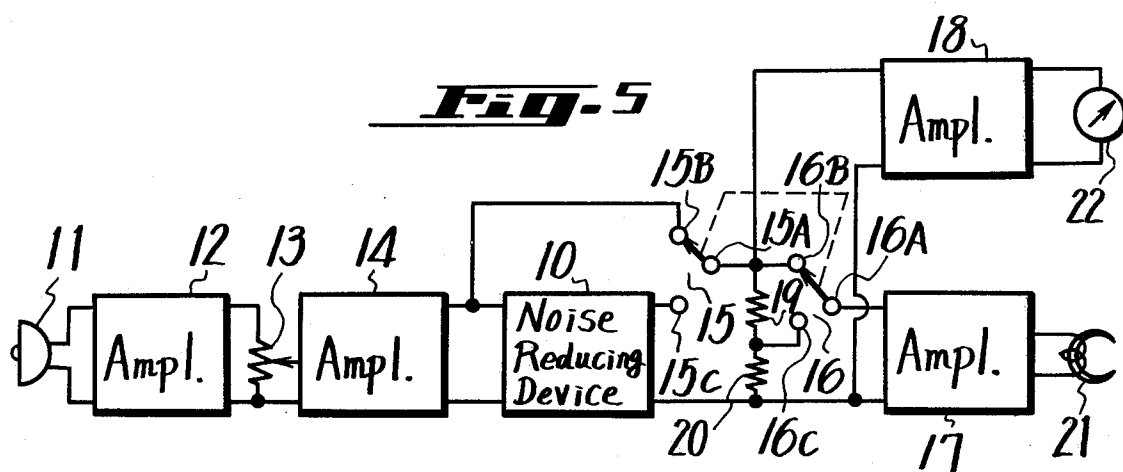 Fig. 5
18
Ampl.
22
15B
16B
15A
16A
11
12
13
14
10
Ampl.
Ampl.
Noise
Reducing
Device
15
15C
19
16
20
16C
Ampl.
17
21